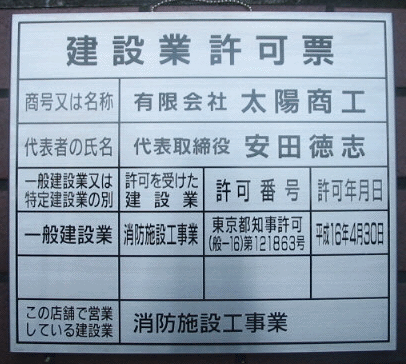 建設業許可票
商号又は名称 有限会社 太陽商工
代表者の氏名 代表取締役 安田徳志
一般建設業又は
特定建設業の別
許可を受けた
建設業
許可番号
許可年月日
一般建設業
消防施設工事業
東京都知事許可
(般-16)第121863号
平成16年4月30日
この店舗で営業
している建設業
消防施設工事業